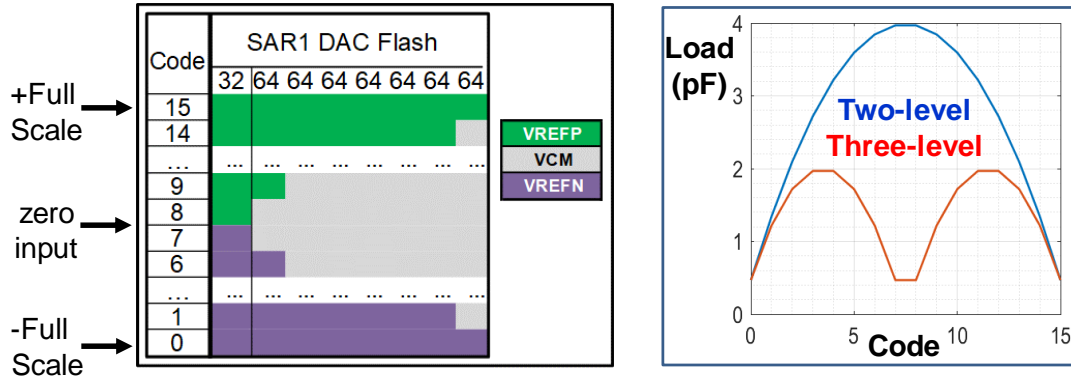 SAR1 DAC Flash
Code
32 64 64 64 64 64 64 64
+Full
Scale
15
14
... ... ... ... ... ... ... ... ...
9
zero
input
8
7
6
... ... ... ... ... ... ... ... ...
1
-Full
Scale
0
VREFP
VCM
VREFN
Load
(pF)
4
3
2
1
0
Two-level
Three-level
0 5 10 15
Code